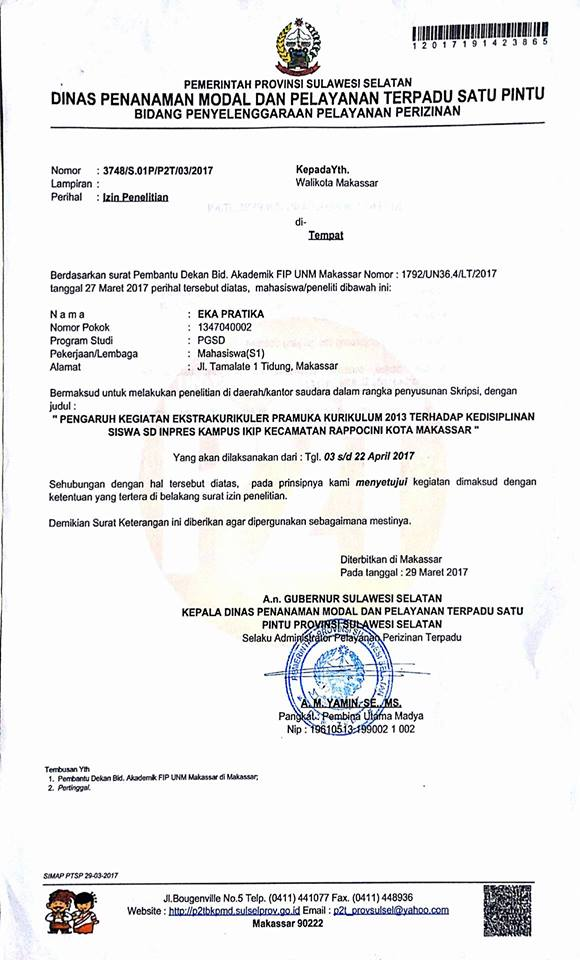 12017191423865
PEMERINTAH PROVINSI SULAWESI SELATAN
DINAS PENANAMAN MODAL DAN PELAYANAN TERPADU SATU PINTU
BIDANG PENYELENGGARAAN PELAYANAN PERIZINAN
Nomor : 3748/S.01P/P2T/03/2017
KepadaYth.
Lampiran :
Walikota Makassar
Perihal : Izin Penelitian
di-
Tempat
Berdasarkan surat Pembantu Dekan Bid. Akademik FIP UNM Makassar Nomor : 1792/UN36.4/LT/2017
tanggal 27 Maret 2017 perihal tersebut diatas, mahasiswa/peneliti dibawah ini:
N a m a : EKA PRATIKA
Nomor Pokok : 1347040002
Program Studi : PGSD
Pekerjaan/Lembaga : Mahasiswa(S1)
Alamat : Jl. Tamalate 1 Tidung, Makassar
Bermaksud untuk melakukan penelitian di daerah/kantor saudara dalam rangka penyusunan Skripsi, dengan
judul :
" PENGARUH KEGIATAN EKSTRAKURIKULER PRAMUKA KURIKULUM 2013 TERHADAP KEDISIPLINAN
SISWA SD INPRES KAMPUS IKIP KECAMATAN RAPPOCINI KOTA MAKASSAR "
Yang akan dilaksanakan dari : Tgl. 03 s/d 22 April 2017
Sehubungan dengan hal tersebut diatas, pada prinsipnya kami menyetujui kegiatan dimaksud dengan
ketentuan yang tertera di belakang surat izin penelitian.
Demikian Surat Keterangan ini diberikan agar dipergunakan sebagaimana mestinya.
Diterbitkan di Makassar
Pada tanggal : 29 Maret 2017
A.n. GUBERNUR SULAWESI SELATAN
KEPALA DINAS PENANAMAN MODAL DAN PELAYANAN TERPADU SATU
PINTU PROVINSI SULAWESI SELATAN
Selaku Administrator Pelayanan Perizinan Terpadu
A. M. YAMIN, SE., MS.
Pangkat : Pembina Utama Madya
Nip : 19610513 199002 1 002
Tembusan Yth
1. Pembantu Dekan Bid. Akademik FIP UNM Makassar di Makassar;
2. Pertinggal.
SIMAP PTSP 29-03-2017
Jl.Bougenville No.5 Telp. (0411) 441077 Fax. (0411) 448936
Website : http://p2tbkpmd.sulselprov.go.id Email : p2t_provsulsel@yahoo.com
Makassar 90222